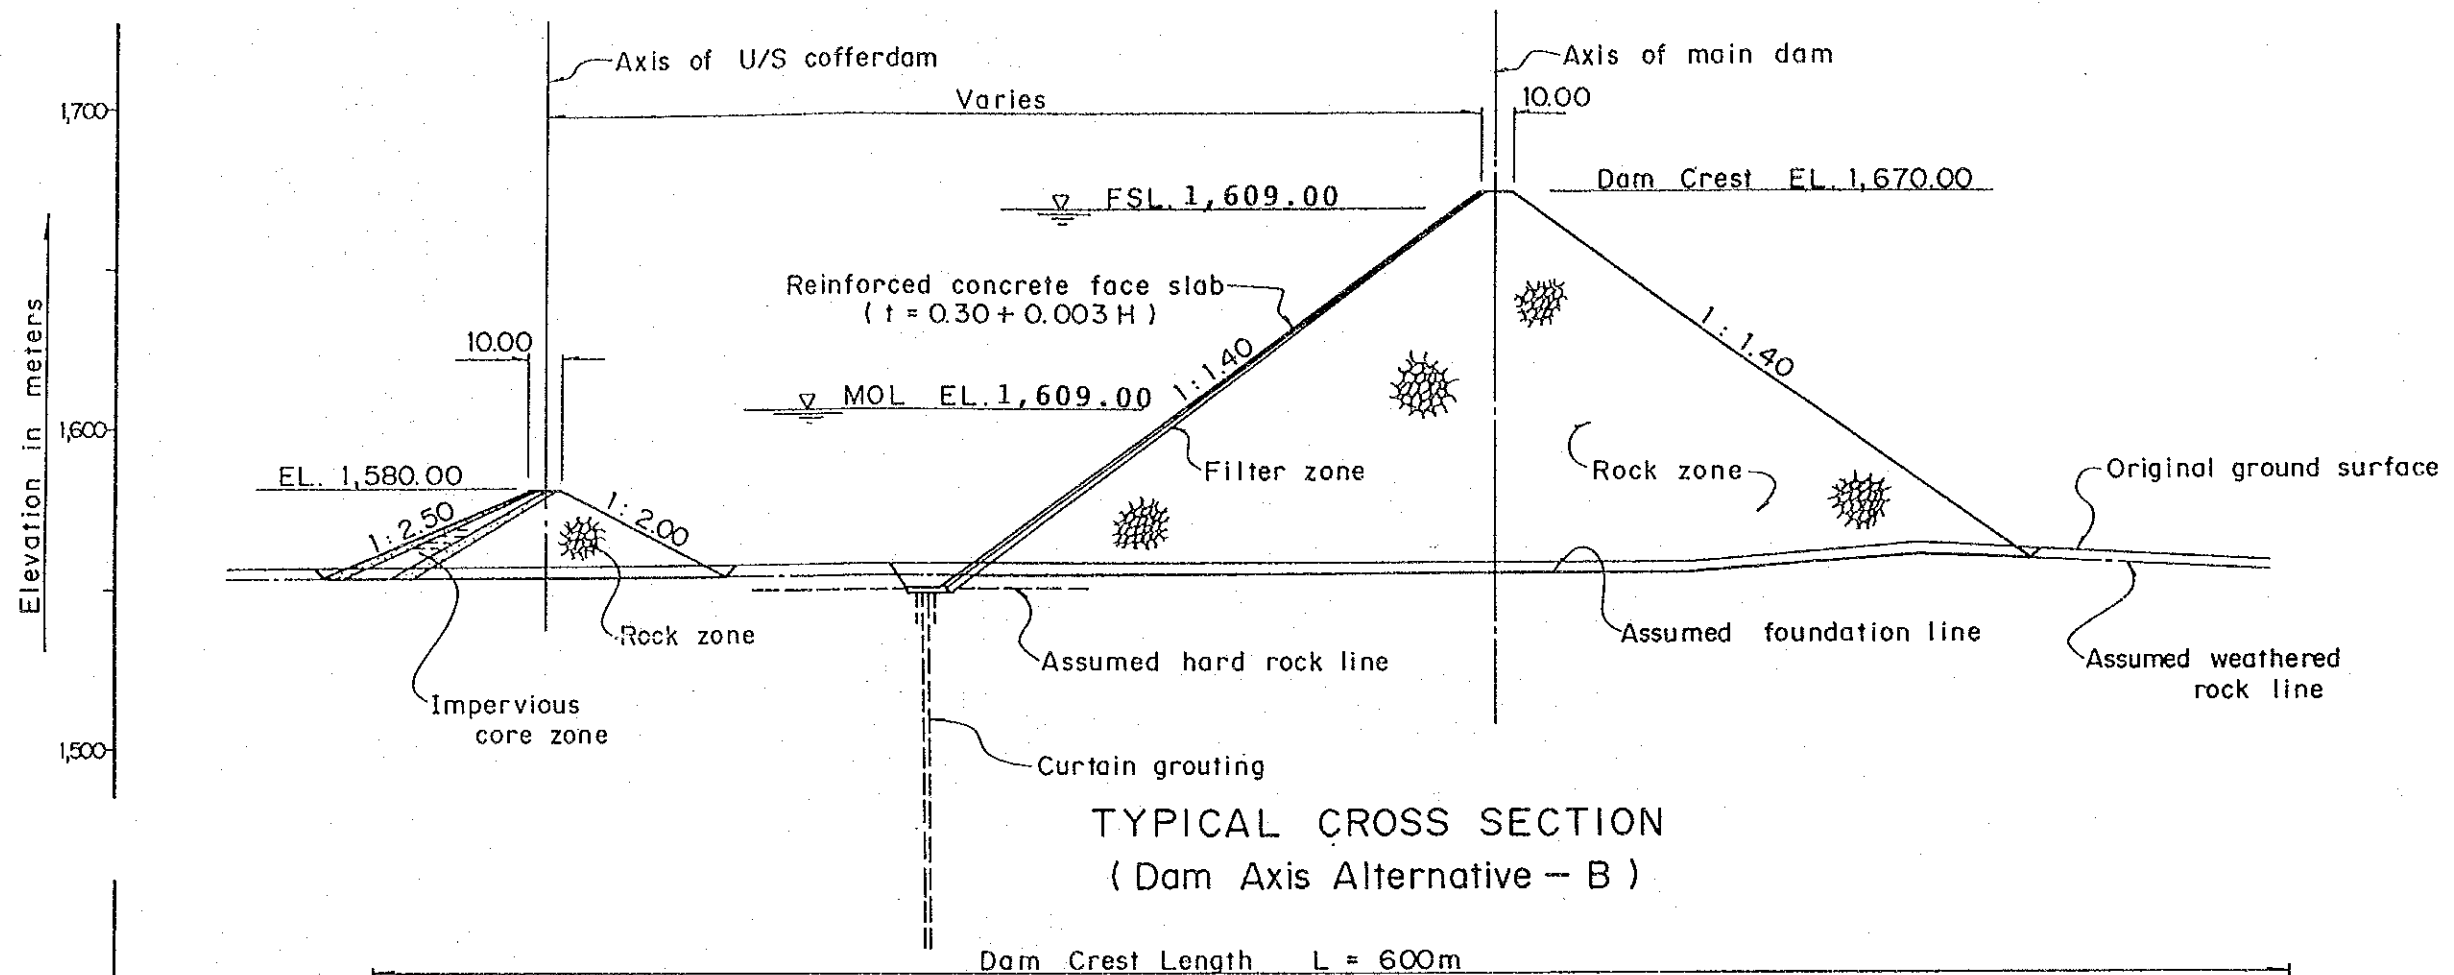 Axis of U/S cofferdam
Axis of main dam
Varies
10.00
1,700
Dam Crest EL. 1,670.00
FSL. 1,609.00
Reinforced concrete face slab
( t = 0.30 + 0.003 H )
1 : 1.40
1 : 1.40
10.00
MOL EL. 1,609.00
Elevation in meters
1,600
EL. 1,580.00
Filter zone
Rock zone
Original ground surface
1 : 2.50
1 : 2.00
Rock zone
Assumed foundation line
Assumed hard rock line
Assumed weathered
rock line
Impervious
core zone
1,500
Curtain grouting
TYPICAL CROSS SECTION
( Dam Axis Alternative – B )
Dam Crest Length L = 600m